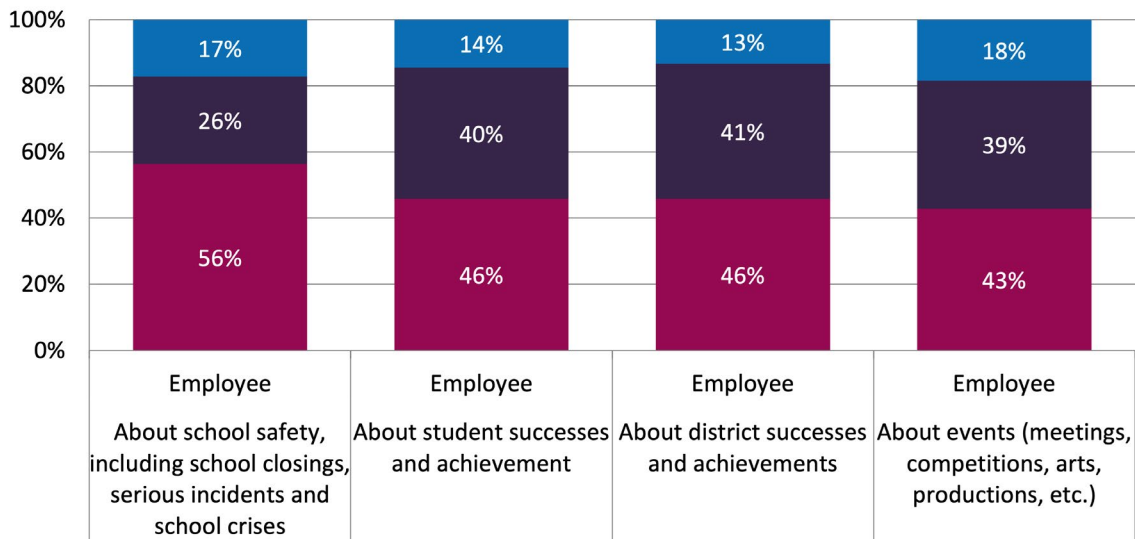 100%
17%
14%
13%
18%
80%
26%
40%
41%
39%
60%
40%
56%
46%
46%
43%
20%
0%
Employee
Employee
Employee
Employee
About school safety,
including school closings,
serious incidents and
school crises
About student successes
and achievement
About district successes
and achievements
About events (meetings,
competitions, arts,
productions, etc.)